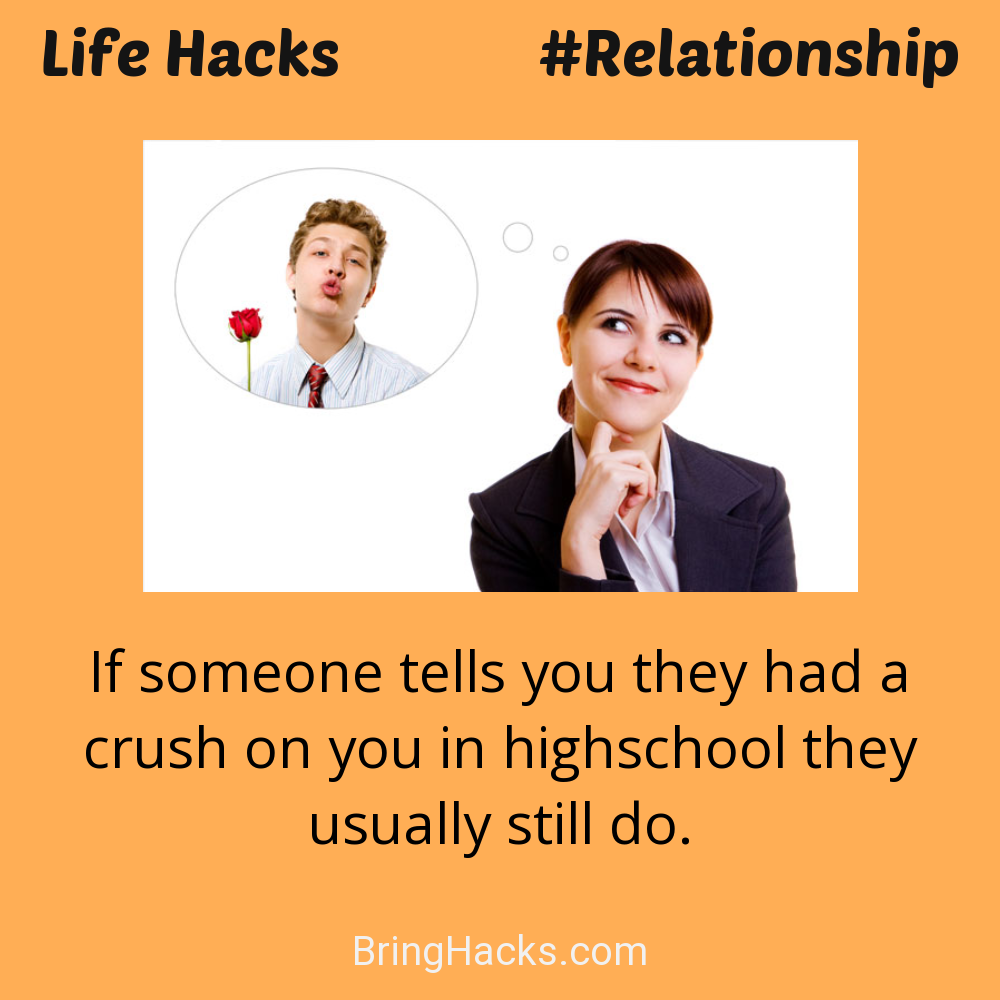 Life Hacks #Relationship
If someone tells you they had a
crush on you in highschool they
usually still do.
BringHacks.com